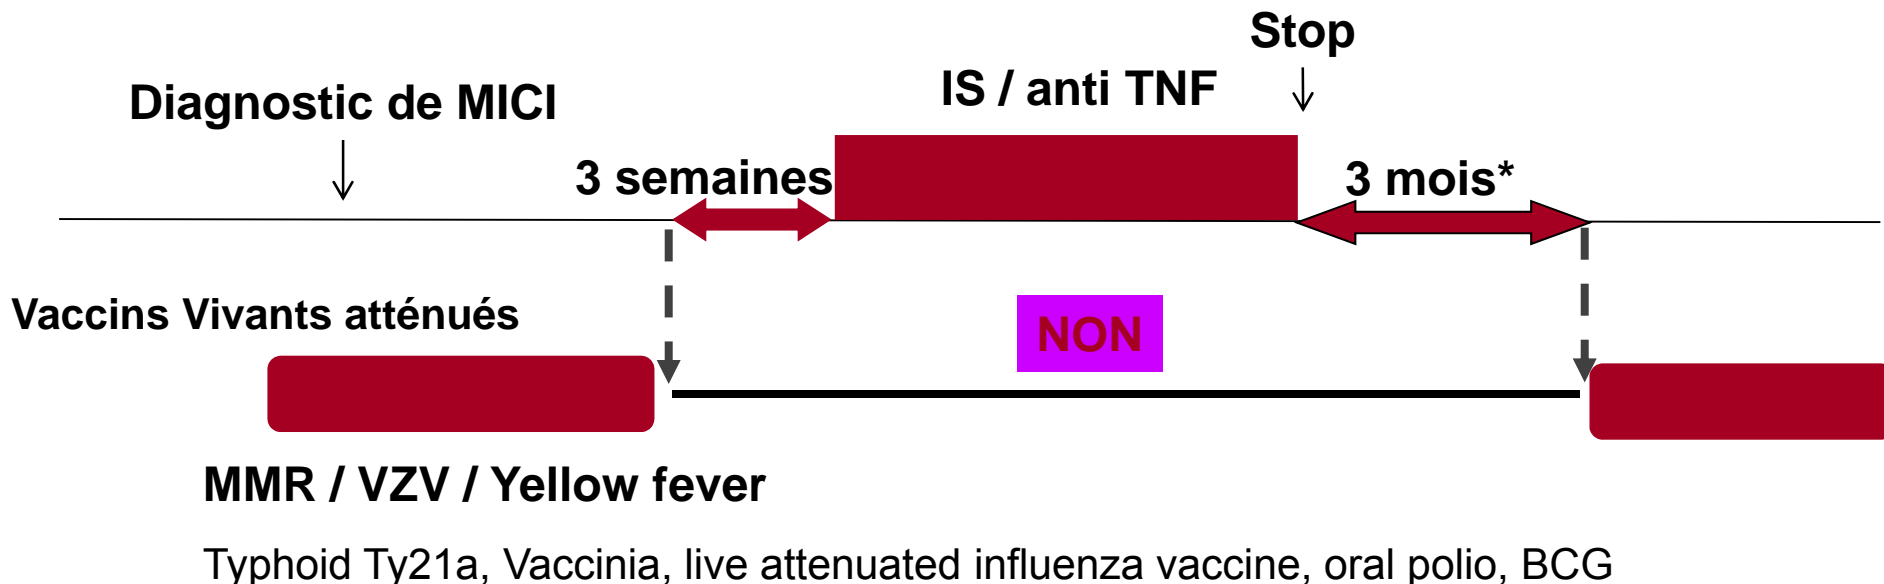 Stop
IS / anti TNF
Diagnostic de MICI
3 semaines
3 mois*
Vaccins Vivants atténués
NON
MMR / VZV / Yellow fever
Typhoid Ty21a, Vaccinia, live attenuated influenza vaccine, oral polio, BCG